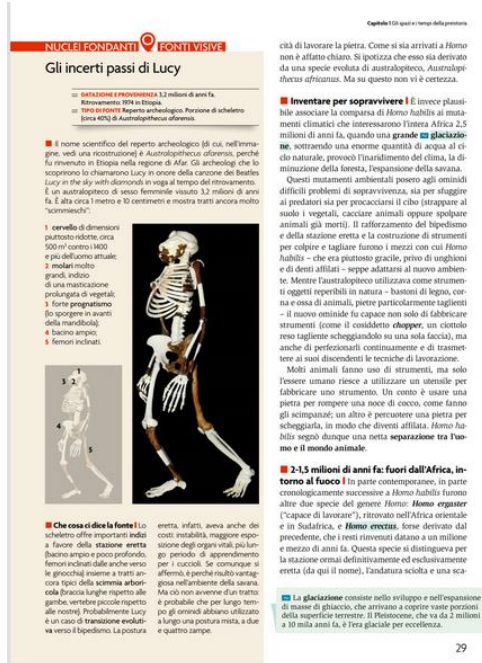 Capitolo 1 Gli spazi e i tempi della preistoria
NUCLEI FONDANTI FONTI VISIVE
Gli incerti passi di Lucy
DATAZIONE E PROVENIENZA 3,2 milioni di anni fa.
Ritrovamento: 1974 in Etiopia.
TIPO DI FONTE Reperto archeologico. Porzione di scheletro
(circa 40%) di Australopithecus afarensis.
Il nome scientifico del reperto archeologico (di cui, nell'imma-
gine, vedi una ricostruzione) è Australopithecus afarensis, perché
fu rinvenuto in Etiopia nella regione di Afar. Gli archeologi che lo
scoprirono lo chiamarono Lucy in onore della canzone dei Beatles
Lucy in the sky with diamonds in voga al tempo del ritrovamento.
È un australopiteco di sesso femminile vissuto 3,2 milioni di anni
fa. È alta circa 1 metro e 10 centimetri e mostra tratti ancora molto
"scimmieschi":
1 cervello di dimensioni
piuttosto ridotte, circa
500 m³ contro i 1400
e più dell'uomo attuale;
2 molari molto
grandi, indizio
di una masticazione
prolungata di vegetali;
3 forte prognatismo
(lo sporgere in avanti
della mandibola);
4 bacino ampio;
5 femori inclinati.
1
3 2
4
5
Che cosa ci dice la fonte Lo
scheletro offre importanti indizi
a favore della stazione eretta
(bacino ampio e poco profondo,
femori inclinati dalle anche verso
le ginocchia) insieme a tratti an-
cora tipici della scimmia arbori-
cola (braccia lunghe rispetto alle
gambe, vertebre piccole rispetto
alle nostre). Probabilmente Lucy
è un caso di transizione evoluti-
va verso il bipedismo. La postura
eretta, infatti, aveva anche dei
costi: instabilità, maggiore espo-
sizione degli organi vitali, più lun-
go periodo di apprendimento
per i cuccioli. Se comunque si
affermò, è perché risultò vantag-
giosa nell'ambiente della savana.
Ma ciò non avvenne d'un tratto:
è probabile che per lungo tem-
po gli ominidi abbiano utilizzato
a lungo una postura mista, a due
e quattro zampe.
cità di lavorare la pietra. Come si sia arrivati a Homo
non è affatto chiaro. Si ipotizza che esso sia derivato
da una specie evoluta di australopiteco, Australopi-
thecus africanus. Ma su questo non vi è certezza.
Inventare per sopravvivere È invece plausi-
bile associare la comparsa di Homo habilis ai muta-
menti climatici che interessarono l'intera Africa 2,5
milioni di anni fa, quando una grande glaciazio-
ne, sottraendo una enorme quantità di acqua al ci-
clo naturale, provocò l'inaridimento del clima, la di-
minuzione della foresta, l'espansione della savana.
Questi mutamenti ambientali posero agli ominidi
difficili problemi di sopravvivenza, sia per sfuggire
ai predatori sia per procacciarsi il cibo (strappare al
suolo i vegetali, cacciare animali oppure spolpare
animali già morti). Il rafforzamento del bipedismo
e della stazione eretta e la costruzione di strumenti
per colpire e tagliare furono i mezzi con cui Homo
habilis – che era piuttosto gracile, privo di unghioni
e di denti affilati – seppe adattarsi al nuovo ambien-
te. Mentre l'australopiteco utilizzava come strumen-
ti oggetti reperibili in natura – bastoni di legno, cor-
na e ossa di animali, pietre particolarmente taglienti
– il nuovo ominide fu capace non solo di fabbricare
strumenti (come il cosiddetto chopper, un ciottolo
reso tagliente scheggiandolo su una sola faccia), ma
anche di perfezionarli continuamente e di trasmet-
tere ai suoi discendenti le tecniche di lavorazione.
Molti animali fanno uso di strumenti, ma solo
l'essere umano riesce a utilizzare un utensile per
fabbricare uno strumento. Un conto è usare una
pietra per rompere una noce di cocco, come fanno
gli scimpanzé; un altro è percuotere una pietra per
scheggiarla, in modo che diventi affilata. Homo ha-
bilis segnò dunque una netta separazione tra l'uo-
mo e il mondo animale.
2-1,5 milioni di anni fa: fuori dall'Africa, in-
torno al fuoco In parte contemporanee, in parte
cronologicamente successive a Homo habilis furono
altre due specie del genere Homo: Homo ergaster
("capace di lavorare"), ritrovato nell'Africa orientale
e in Sudafrica, e Homo erectus, forse derivato dal
precedente, che i resti rinvenuti datano a un milione
e mezzo di anni fa. Questa specie si distingueva per
la stazione ormai definitivamente ed esclusivamente
eretta (da qui il nome), l'andatura sciolta e una sca-
La glaciazione consiste nello sviluppo e nell'espansione
di masse di ghiaccio, che arrivano a coprire vaste porzioni
della superficie terrestre. Il Pleistocene, che va da 2 milioni
a 10 mila anni fa, è l'era glaciale per eccellenza.
29